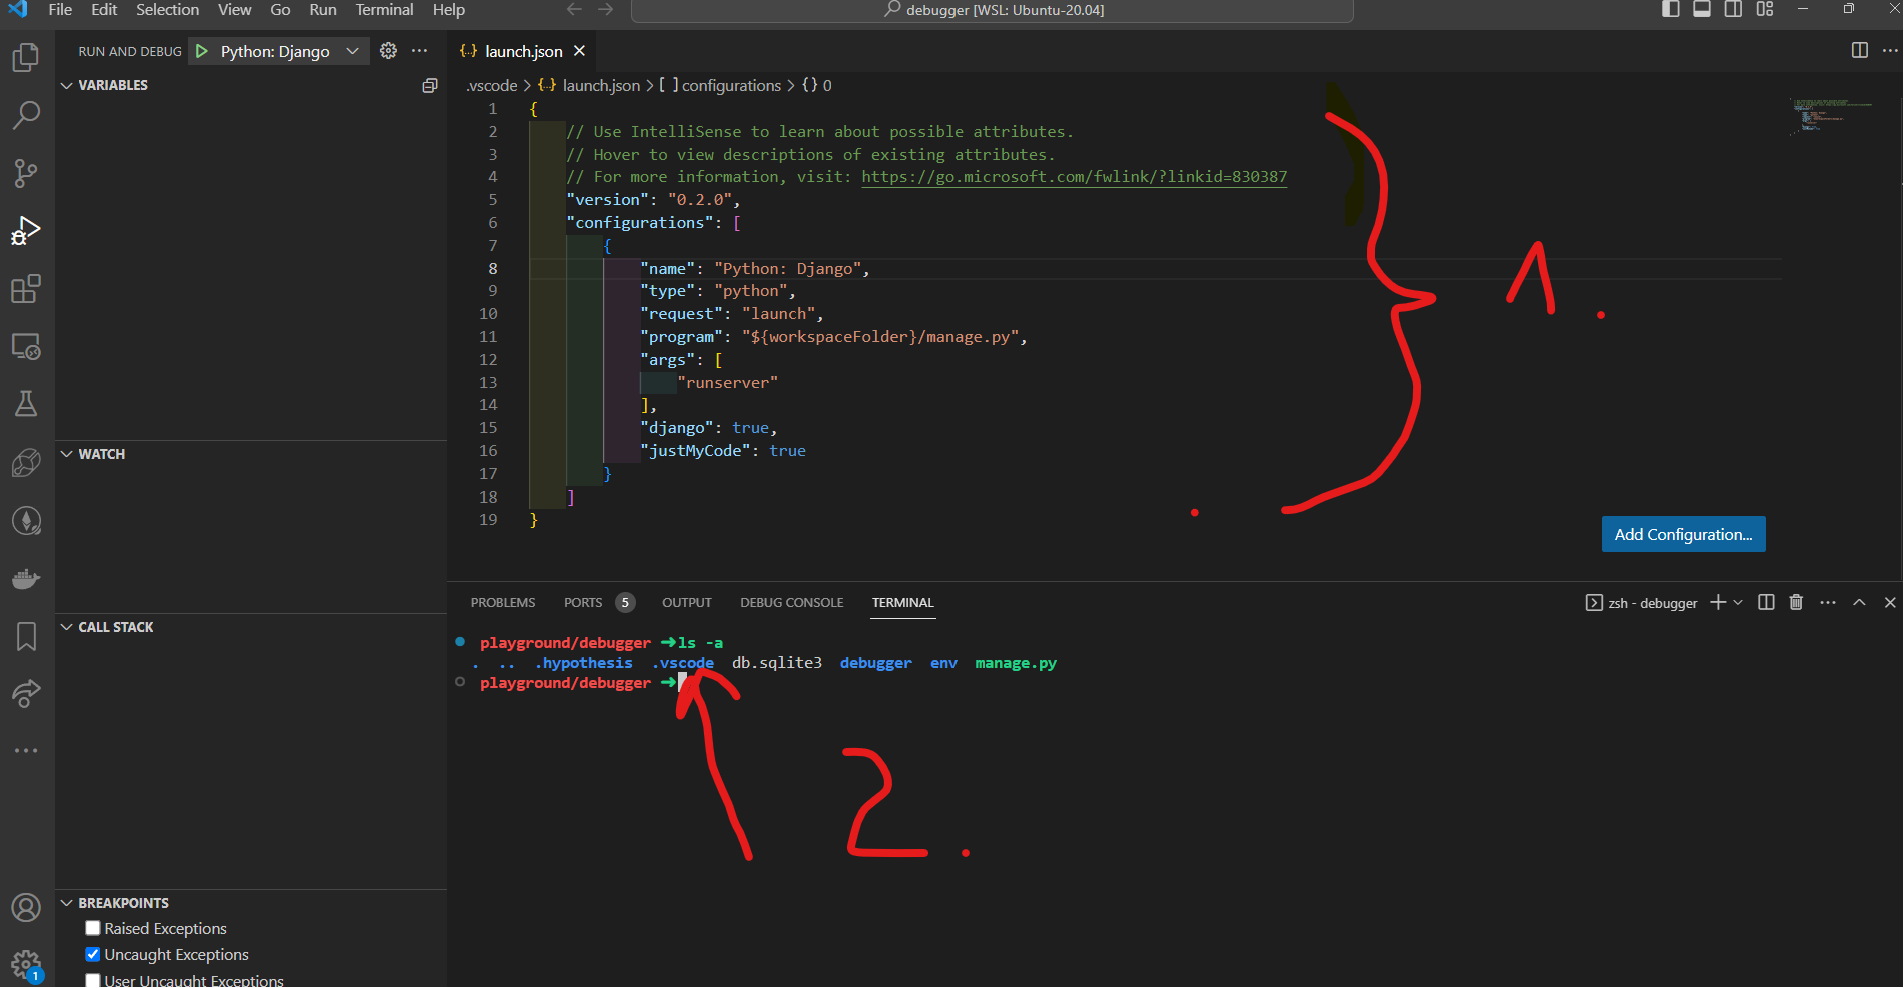 File Edit Selection View Go Run Terminal Help
debugger [WSL: Ubuntu-20.04]
RUN AND DEBUG Python: Django
launch.json
VARIABLES
.vscode > {..} launch.json > [ ] configurations > {} 0
1 {
2 // Use IntelliSense to learn about possible attributes.
3 // Hover to view descriptions of existing attributes.
4 // For more information, visit: https://go.microsoft.com/fwlink/?linkid=830387
5 "version": "0.2.0",
6 "configurations": [
7 {
8 "name": "Python: Django",
9 "type": "python",
10 "request": "launch",
11 "program": "${workspaceFolder}/manage.py",
12 "args": [
13 "runserver"
14 ],
15 "django": true,
16 "justMyCode": true
17 }
18 ]
19 }
1.
Add Configuration...
WATCH
CALL STACK
PROBLEMS PORTS 5 OUTPUT DEBUG CONSOLE TERMINAL
zsh - debugger
playground/debugger ➜ls -a
. .. .hypothesis .vscode db.sqlite3 debugger env manage.py
playground/debugger ➜
2.
BREAKPOINTS
Raised Exceptions
Uncaught Exceptions
User Uncaught Exceptions
1